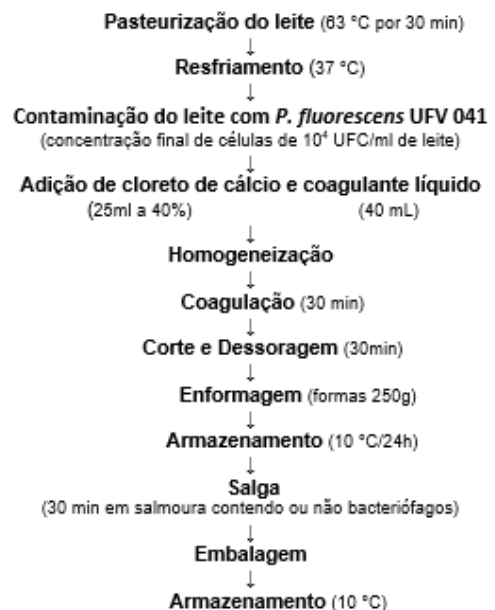 Pasteurização do leite (63 °C por 30 min)
↓
Resfriamento (37 °C)
↓
Contaminação do leite com P. fluorescens UFV 041
(concentração final de células de 10⁴ UFC/ml de leite)
↓
Adição de cloreto de cálcio e coagulante líquido
(25ml a 40%) (40 mL)
↓
Homogeneização
↓
Coagulação (30 min)
↓
Corte e Dessoragem (30min)
↓
Enformagem (formas 250g)
↓
Armazenamento (10 °C/24h)
↓
Salga
(30 min em salmoura contendo ou não bacteriófagos)
↓
Embalagem
↓
Armazenamento (10 °C)